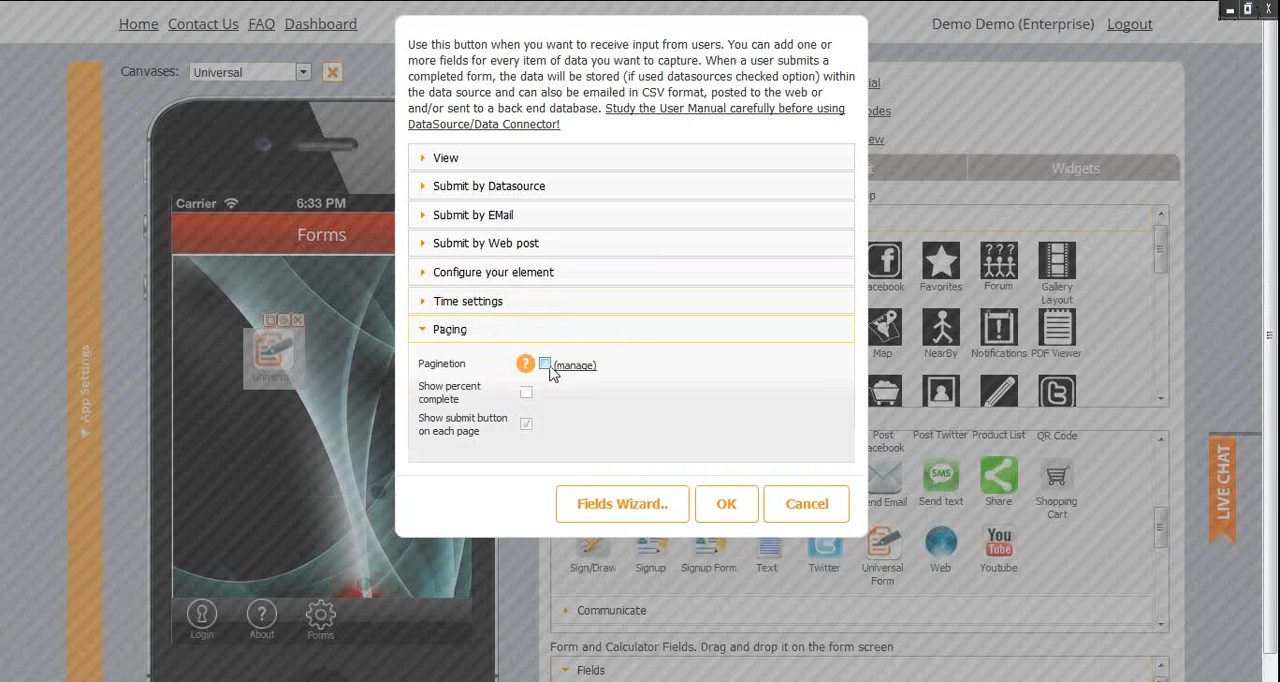 Home Contact Us FAQ Dashboard
Demo Demo (Enterprise) Logout
Canvases: Universal
Use this button when you want to receive input from users. You can add one or
more fields for every item of data you want to capture. When a user submits a
completed form, the data will be stored (if used datasources checked option) within
the data source and can also be emailed in CSV format, posted to the web or
and/or sent to a back end database. Study the User Manual carefully before using
DataSource/Data Connector!
View
Submit by Datasource
Submit by EMail
Submit by Web post
Configure your element
Time settings
Paging
Pagination (manage)
Show percent
complete
Show submit button
on each page
Fields Wizard.. OK Cancel
Carrier 6:33 PM
Forms
Universa
Login About Forms
App Settings
Widgets
Favorites Forum Gallery
Layout
Map NearBy Notifications PDF Viewer
Post Post Twitter Product List QR Code
Send text Share Shopping
Cart
Sign/Draw Signup Signup Form Text Twitter Universal
Form Web Youtube
Communicate
Form and Calculator Fields. Drag and drop it on the form screen
Fields
LIVE CHAT